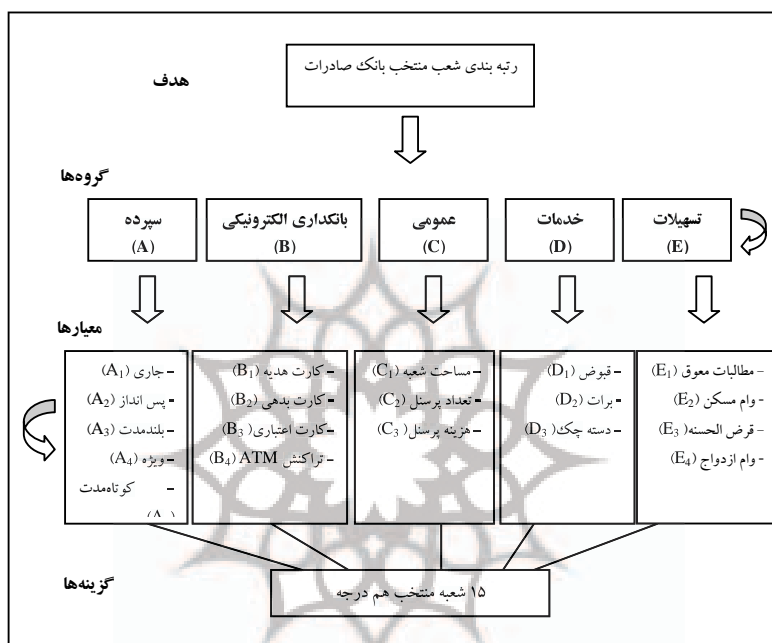 هدف
رتبه بندی شعب منتخب بانک صادرات
گروه‌ها
تسهیلات
(E)
خدمات
(D)
عمومی
(C)
بانکداری الکترونیکی
(B)
سپرده
(A)
معیارها
– مطالبات معوق (E₁)
- وام مسکن (E₂)
- قرض الحسنه (E₃)
- وام ازدواج (E₄)
- قبوض (D₁)
- برات (D₂)
- دسته چک (D₃)
- مساحت شعبه (C₁)
- تعداد پرسنل (C₂)
- هزینه پرسنل (C₃)
- کارت هدیه (B₁)
- کارت بدهی (B₂)
- کارت اعتباری (B₃)
- تراکنش ATM (B₄)
- جاری (A₁)
- پس انداز (A₂)
- بلندمدت (A₃)
- ویژه (A₄)
- کوتاه‌مدت
گزینه‌ها
۱۵ شعبه منتخب هم درجه